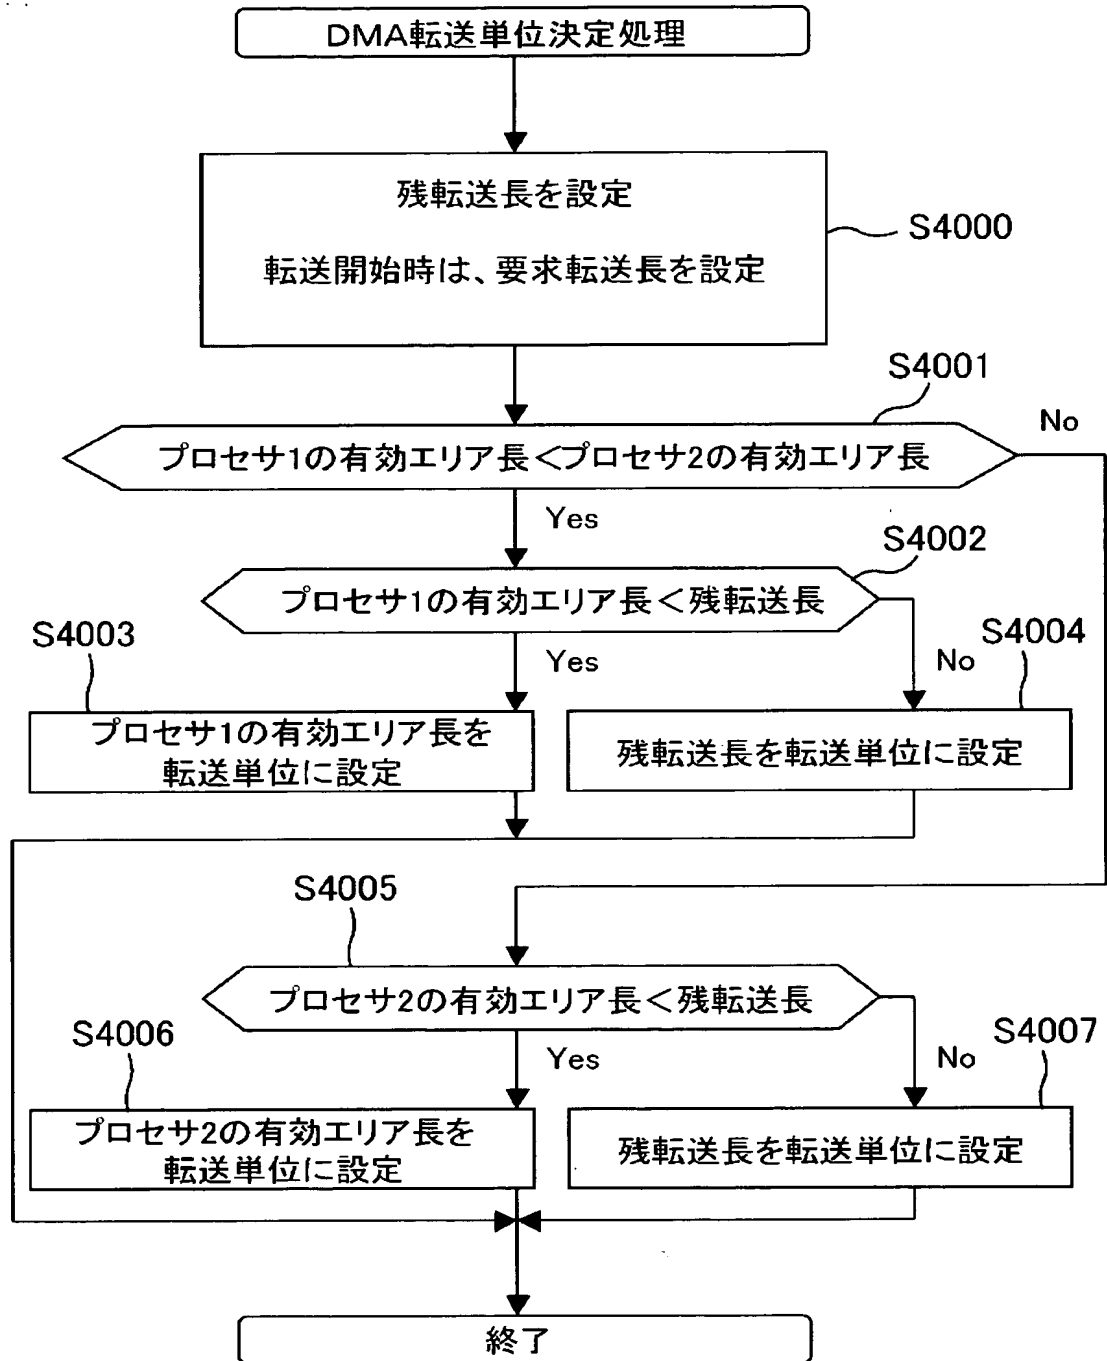 DMA転送単位決定処理
残転送長を設定
転送開始時は、要求転送長を設定
S4000
S4001
プロセサ1の有効エリア長<プロセサ2の有効エリア長
No
Yes
S4002
プロセサ1の有効エリア長<残転送長
S4003
Yes
No
S4004
プロセサ1の有効エリア長を
転送単位に設定
残転送長を転送単位に設定
S4005
プロセサ2の有効エリア長<残転送長
S4006
Yes
No
S4007
プロセサ2の有効エリア長を
転送単位に設定
残転送長を転送単位に設定
終了